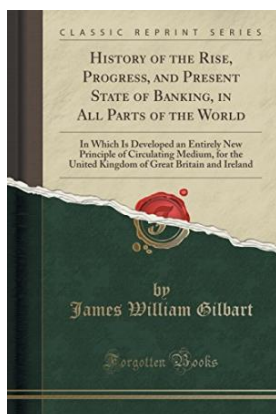 CLASSIC REPRINT SERIES
HISTORY OF THE RISE,
PROGRESS, AND PRESENT
STATE OF BANKING, IN
ALL PARTS OF THE WORLD
In Which Is Developed an Entirely New
Principle of Circulating Medium, for the
United Kingdom of Great Britain and Ireland
by
James William Gilbart
Forgotten Books